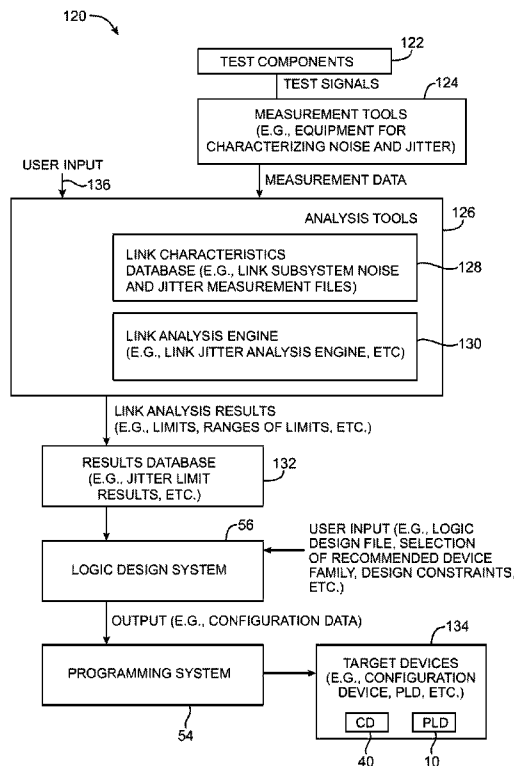 120
TEST COMPONENTS
122
TEST SIGNALS
124
MEASUREMENT TOOLS
(E.G., EQUIPMENT FOR
CHARACTERIZING NOISE AND JITTER)
USER INPUT
136
MEASUREMENT DATA
ANALYSIS TOOLS
126
LINK CHARACTERISTICS
DATABASE (E.G., LINK SUBSYSTEM NOISE
AND JITTER MEASUREMENT FILES)
128
LINK ANALYSIS ENGINE
(E.G., LINK JITTER ANALYSIS ENGINE, ETC)
130
LINK ANALYSIS RESULTS
(E.G., LIMITS, RANGES OF LIMITS, ETC.)
RESULTS DATABASE
(E.G., JITTER LIMIT
RESULTS, ETC.)
132
56
LOGIC DESIGN SYSTEM
USER INPUT (E.G., LOGIC
DESIGN FILE, SELECTION
OF RECOMMENDED DEVICE
FAMILY, DESIGN CONSTRAINTS,
ETC.)
OUTPUT (E.G., CONFIGURATION DATA)
134
PROGRAMMING SYSTEM
54
TARGET DEVICES
(E.G., CONFIGURATION
DEVICE, PLD, ETC.)
CD
PLD
40
10